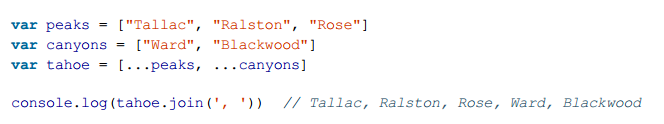 var peaks = ["Tallac", "Ralston", "Rose"]
var canyons = ["Ward", "Blackwood"]
var tahoe = [...peaks, ...canyons]
console.log(tahoe.join(', '))  // Tallac, Ralston, Rose, Ward, Blackwood